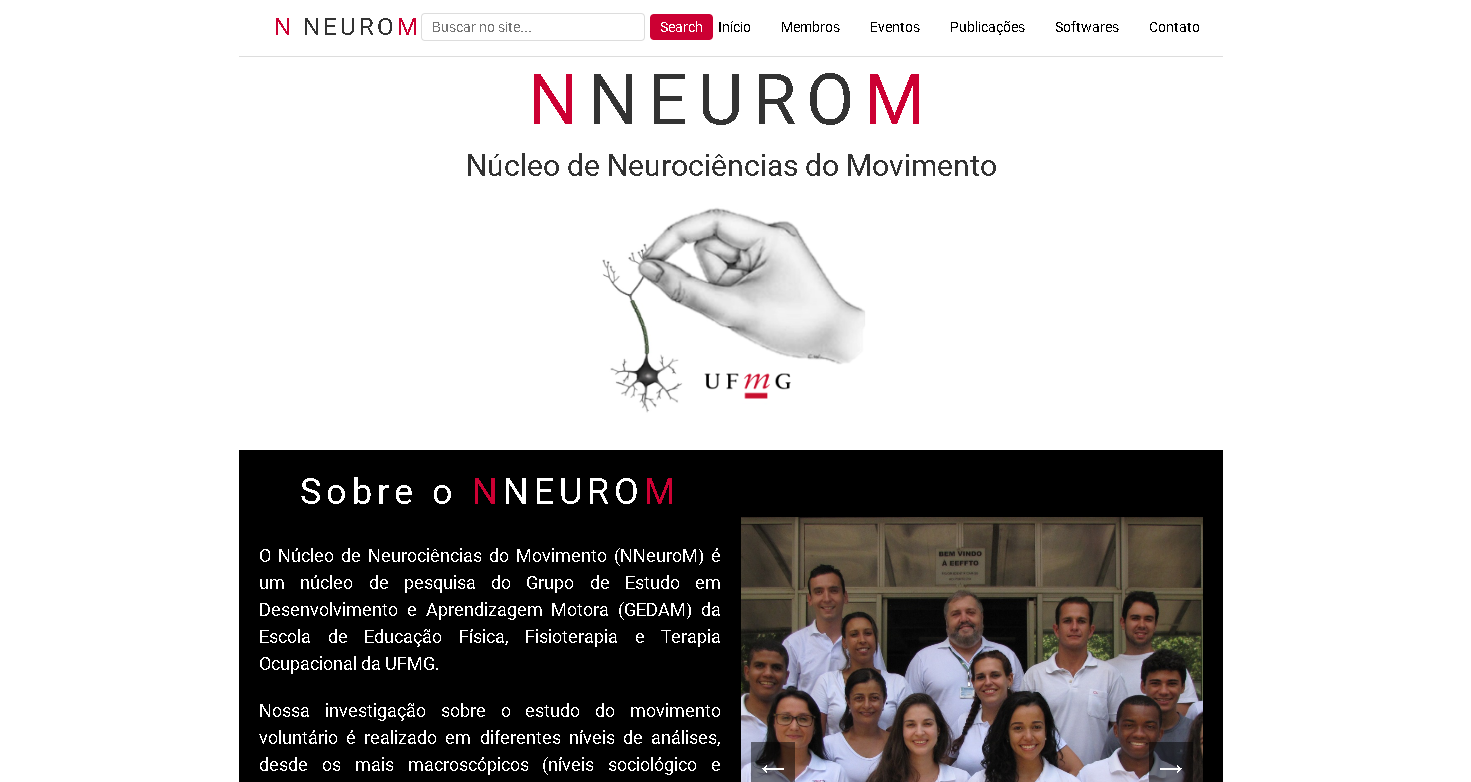 N NEUROM
Buscar no site...
Search
Início
Membros
Eventos
Publicações
Softwares
Contato
NNEUROM
Núcleo de Neurociências do Movimento
UFmG
Sobre o NNEUROM
O Núcleo de Neurociências do Movimento (NNeuroM) é
um núcleo de pesquisa do Grupo de Estudo em
Desenvolvimento e Aprendizagem Motora (GEDAM) da
Escola de Educação Física, Fisioterapia e Terapia
Ocupacional da UFMG.
Nossa investigação sobre o estudo do movimento
voluntário é realizado em diferentes níveis de análises,
desde os mais macroscópicos (níveis sociológico e
BEM VINDO
À EEFFTO
←
→